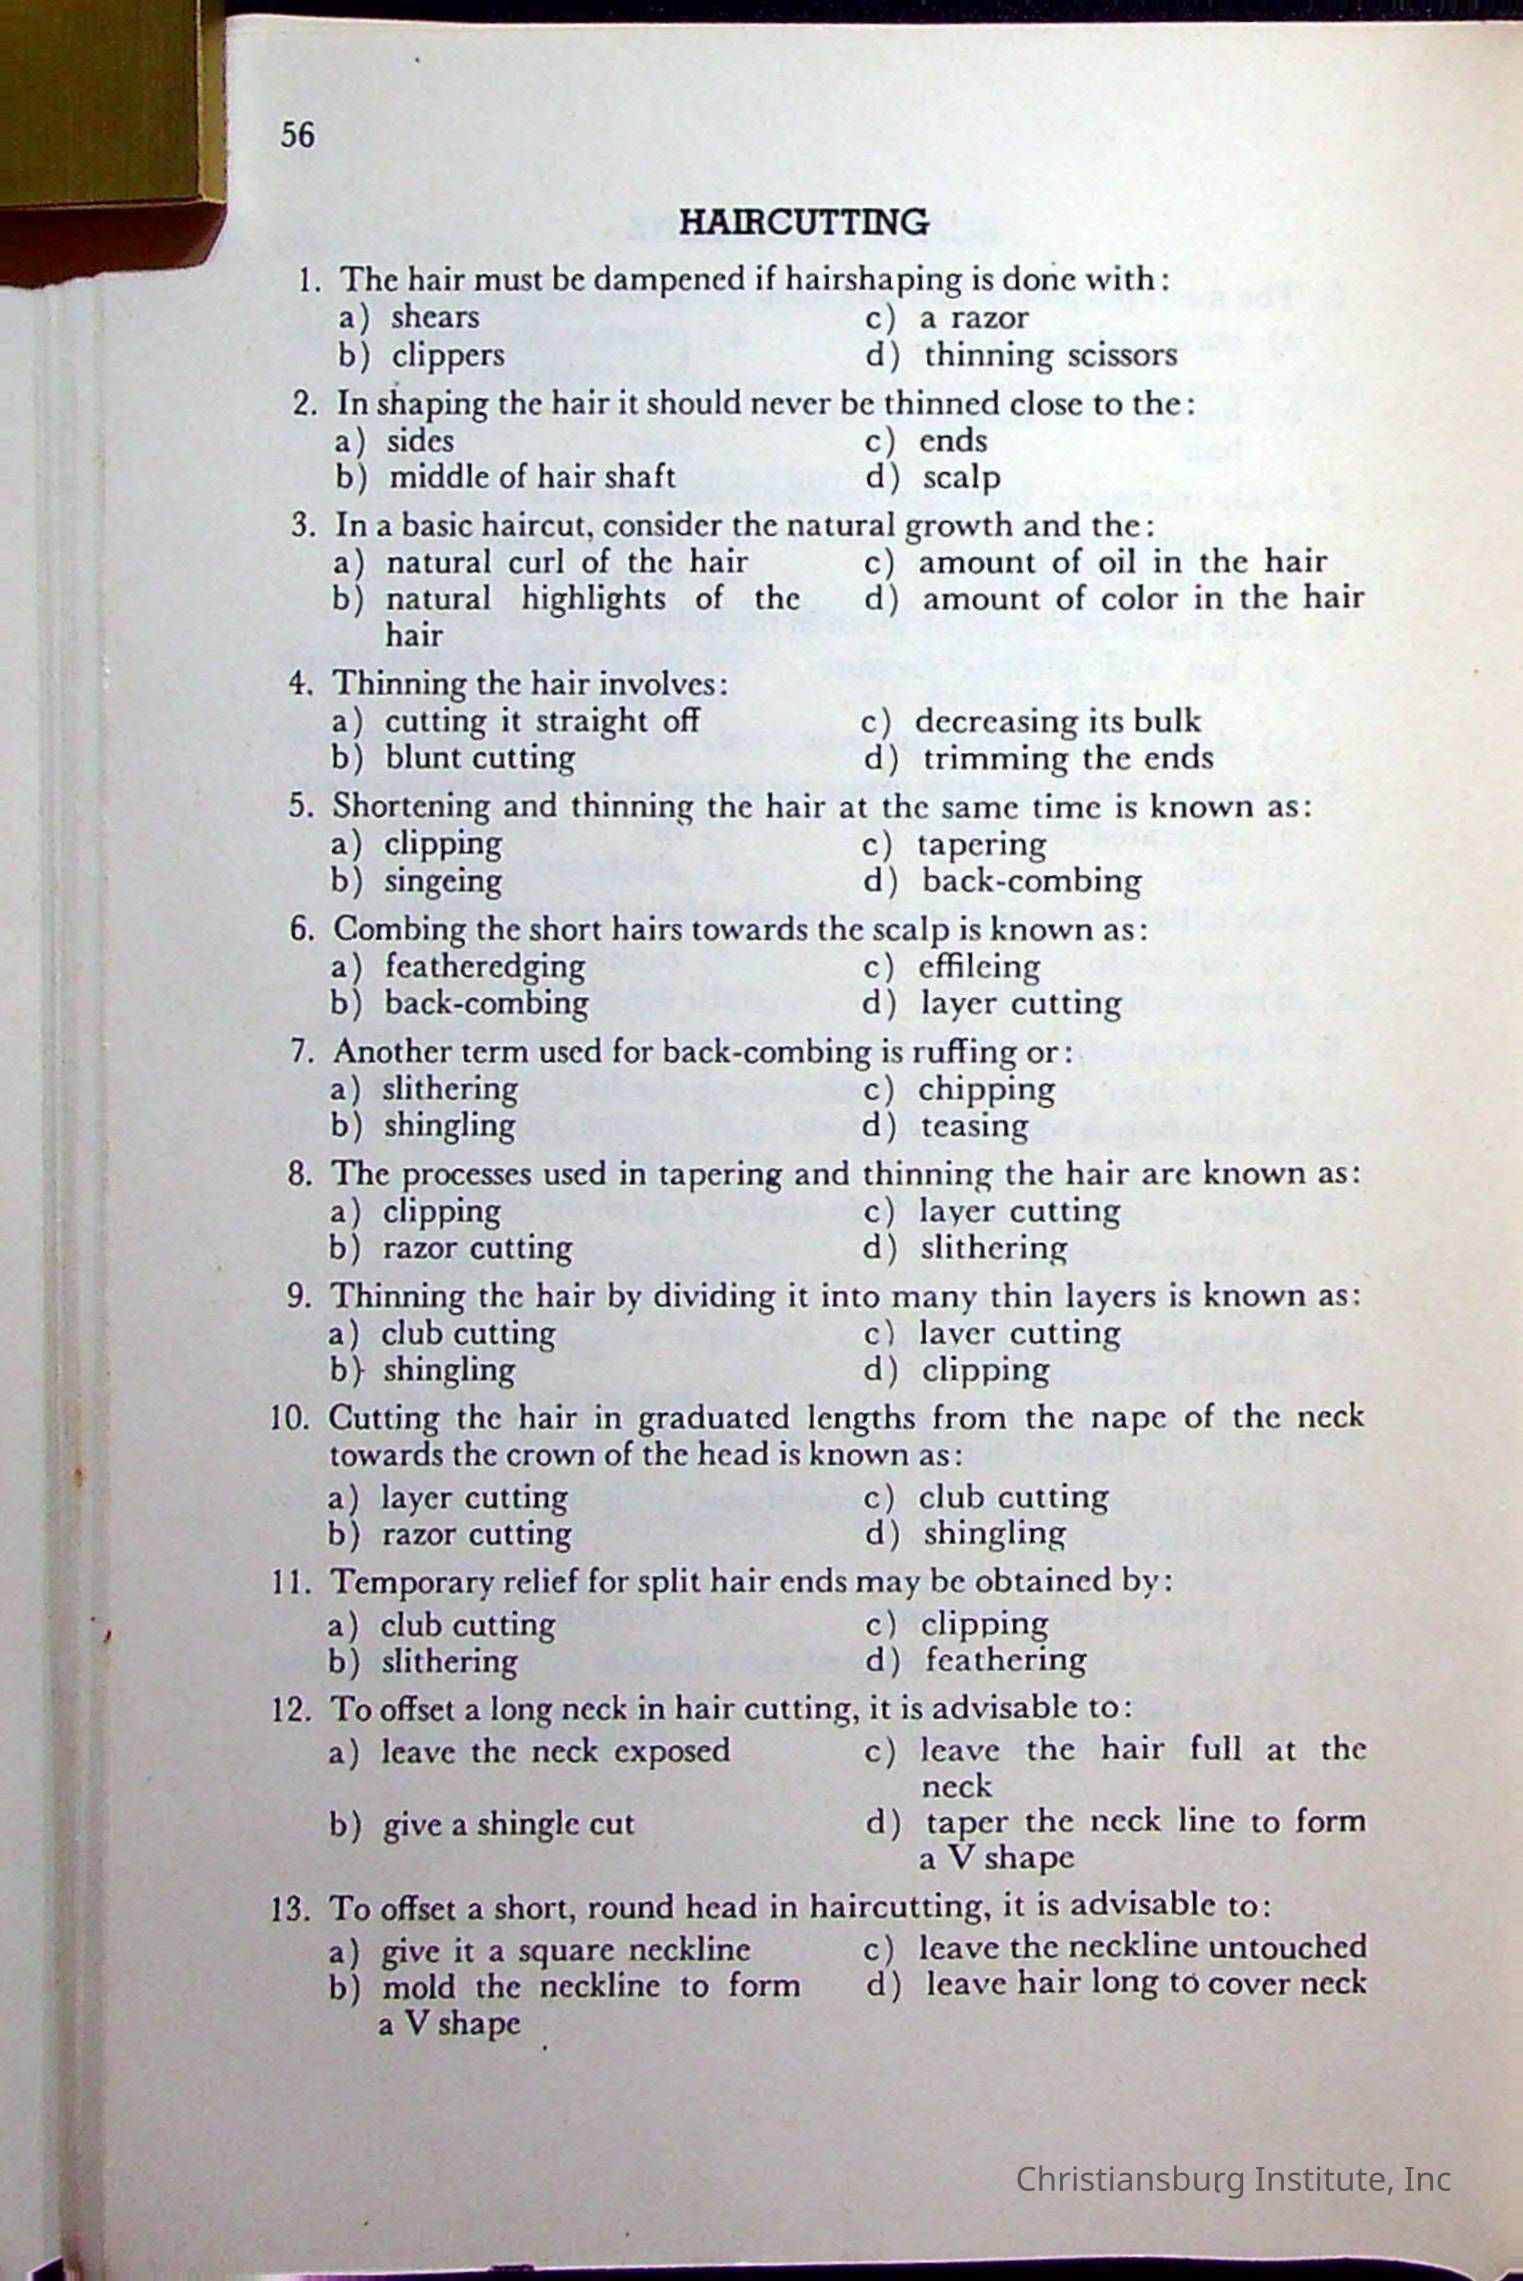 56
HAIRCUTTING
1. The hair must be dampened if hairshaping is done with:
a) shears c) a razor
b) clippers d) thinning scissors
2. In shaping the hair it should never be thinned close to the:
a) sides c) ends
b) middle of hair shaft d) scalp
3. In a basic haircut, consider the natural growth and the:
a) natural curl of the hair c) amount of oil in the hair
b) natural highlights of the d) amount of color in the hair
hair
4. Thinning the hair involves:
a) cutting it straight off c) decreasing its bulk
b) blunt cutting d) trimming the ends
5. Shortening and thinning the hair at the same time is known as:
a) clipping c) tapering
b) singeing d) back-combing
6. Combing the short hairs towards the scalp is known as:
a) featheredging c) effileing
b) back-combing d) layer cutting
7. Another term used for back-combing is ruffing or:
a) slithering c) chipping
b) shingling d) teasing
8. The processes used in tapering and thinning the hair are known as:
a) clipping c) layer cutting
b) razor cutting d) slithering
9. Thinning the hair by dividing it into many thin layers is known as:
a) club cutting c) layer cutting
b) shingling d) clipping
10. Cutting the hair in graduated lengths from the nape of the neck
towards the crown of the head is known as:
a) layer cutting c) club cutting
b) razor cutting d) shingling
11. Temporary relief for split hair ends may be obtained by:
a) club cutting c) clipping
b) slithering d) feathering
12. To offset a long neck in hair cutting, it is advisable to:
a) leave the neck exposed c) leave the hair full at the
neck
b) give a shingle cut d) taper the neck line to form
a V shape
13. To offset a short, round head in haircutting, it is advisable to:
a) give it a square neckline c) leave the neckline untouched
b) mold the neckline to form d) leave hair long to cover neck
a V shape
Christiansburg Institute, Inc